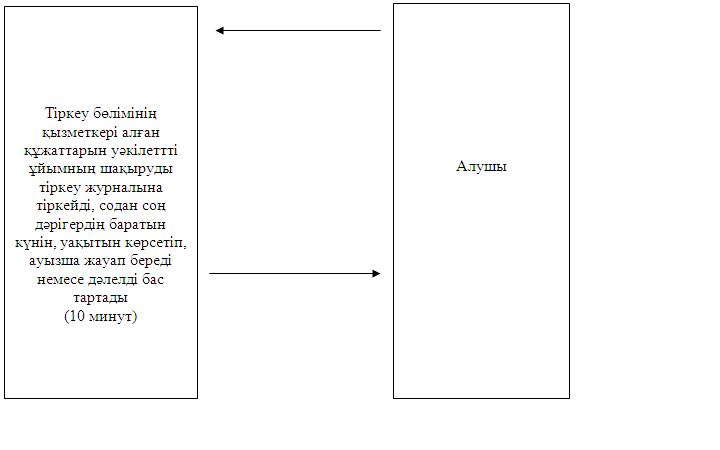 Тіркеу бөлімінің
қызметкері алған
құжаттарын уәкілеттті
ұйымның шақыруды
тіркеу журналына
тіркейді, содан соң
дәрігердің баратын
күнін, уақытын көрсетіп,
ауызша жауап береді
немесе дәлелді бас
тартады
(10 минут)
Алушы